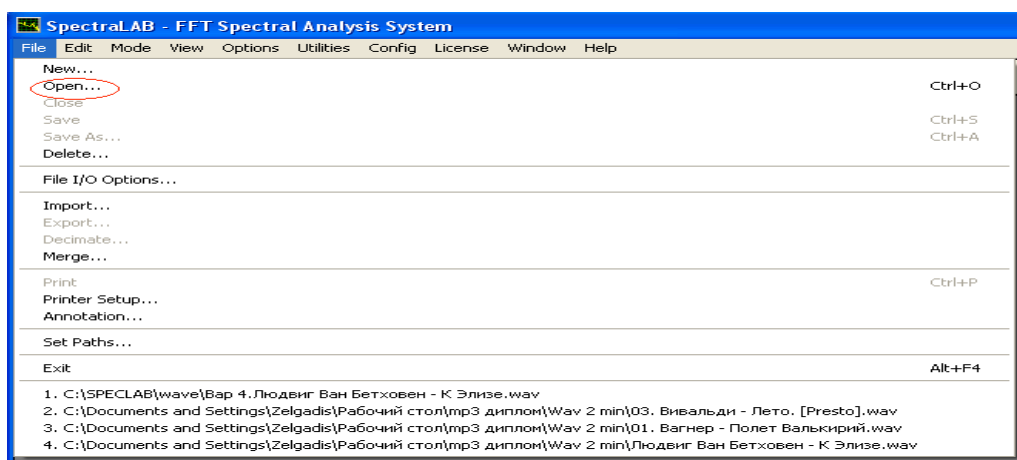 SpectraLAB - FFT Spectral Analysis System
File Edit Mode View Options Utilities Config License Window Help
New...
Open... Ctrl+O
Close
Save Ctrl+S
Save As... Ctrl+A
Delete...
File I/O Options...
Import...
Export...
Decimate...
Merge...
Print Ctrl+P
Printer Setup...
Annotation...
Set Paths...
Exit Alt+F4
1. C:\SPECLAB\wave\Вар 4.Людвиг Ван Бетховен - К Элизе.wav
2. C:\Documents and Settings\Zelgadis\Рабочий стол\mp3 диплом\Wav 2 min\03. Вивальди - Лето. [Presto].wav
3. C:\Documents and Settings\Zelgadis\Рабочий стол\mp3 диплом\Wav 2 min\01. Вагнер - Полет Валькирий.wav
4. C:\Documents and Settings\Zelgadis\Рабочий стол\mp3 диплом\Wav 2 min\Людвиг Ван Бетховен - К Элизе.wav